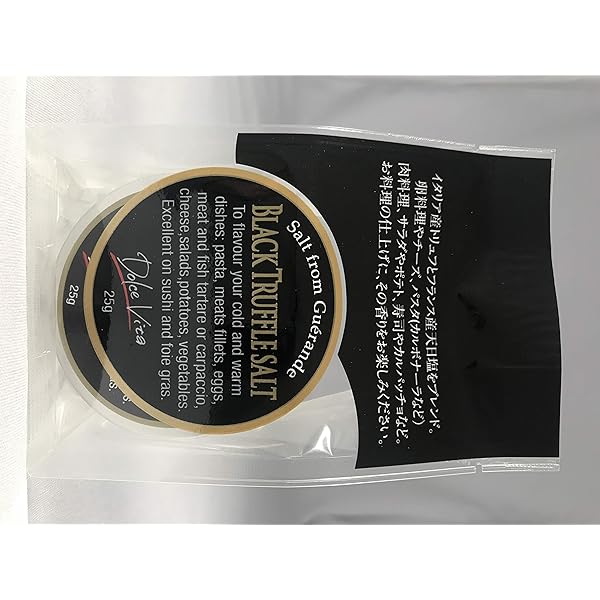 イタリア産トリュフとフランス産天日塩をブレンド。
卵料理やチーズ、パスタ(カルボナーラなど)
肉料理、サラダやポテト、寿司やカルパッチョなど。
お料理の仕上げに、その香りをお楽しみください。
Salt from Guérande
BLACK TRUFFLE SALT
To flavour your cold and warm
dishes: pasta, meats fillets, eggs,
meat and fish tartare or carpaccio,
cheese,salads,potatoes, vegetables.
Excellent on sushi and foie gras.
Dolce Vita
25g
25g